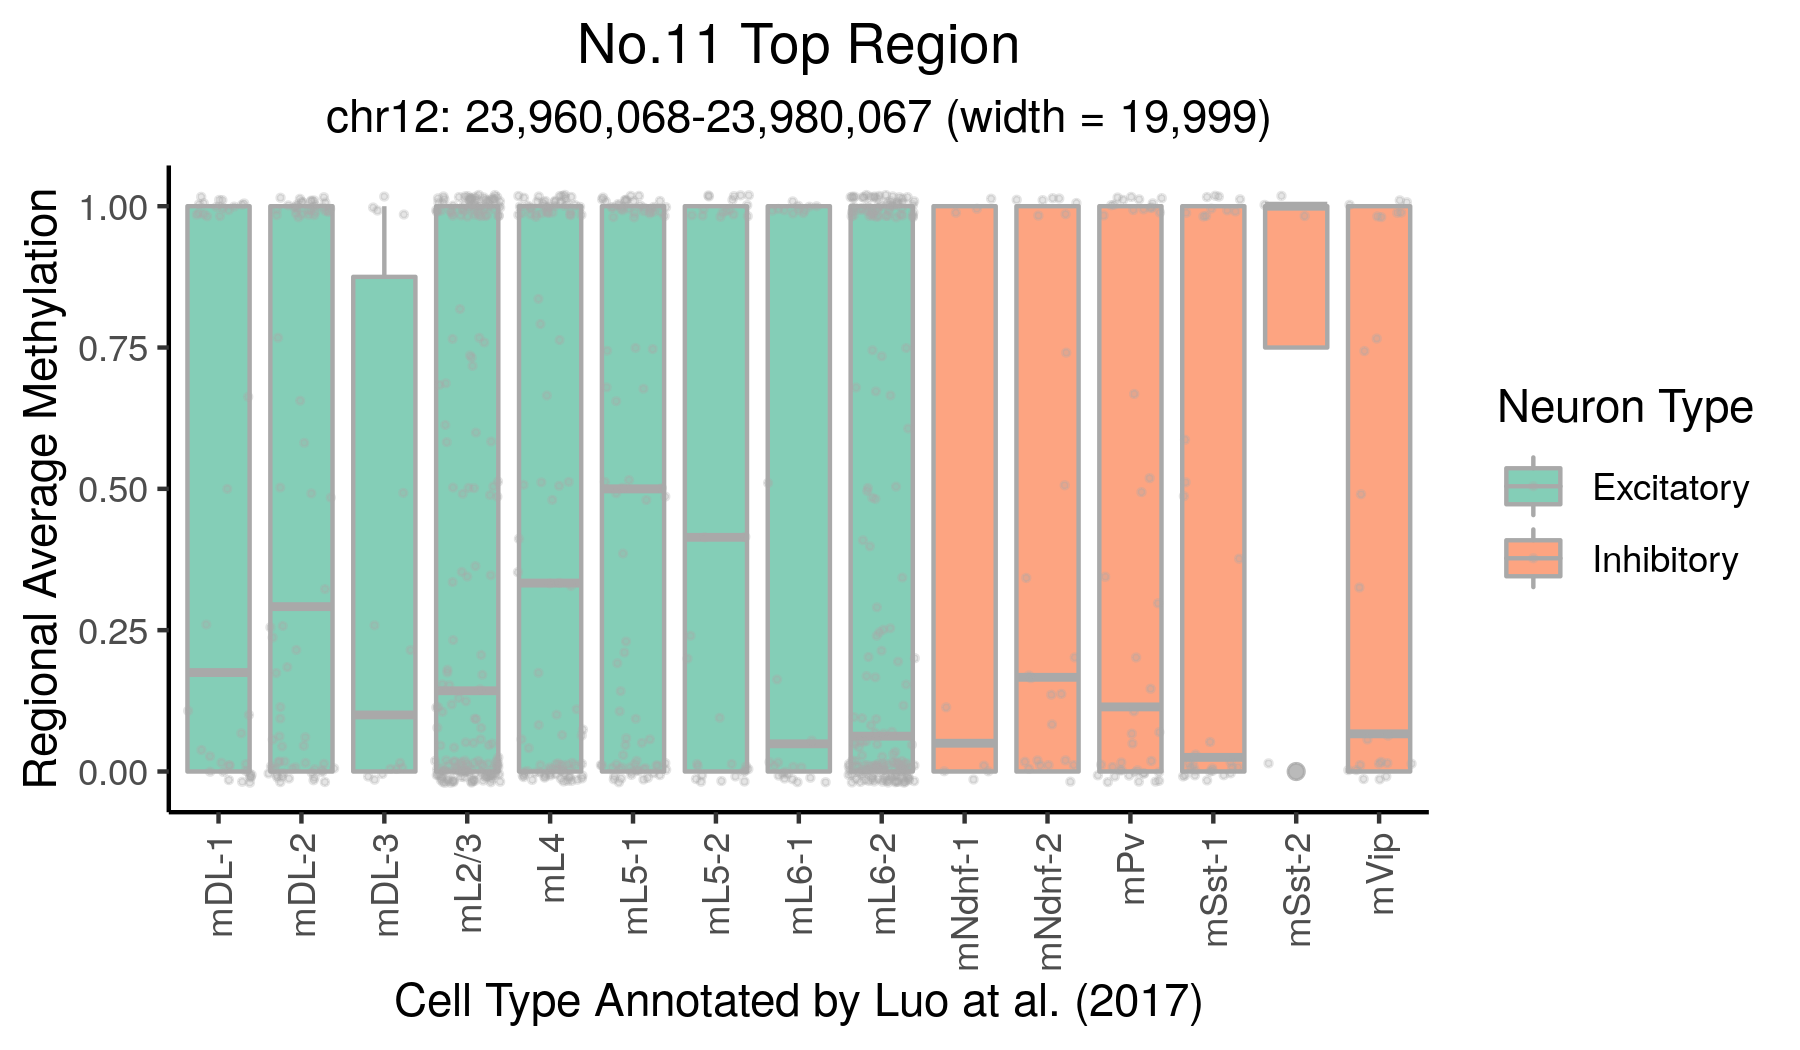 No.11 Top Region
chr12: 23,960,068-23,980,067 (width = 19,999)
Regional Average Methylation
1.00
0.75
0.50
0.25
0.00
mDL-1
mDL-2
mDL-3
mL2/3
mL4
mL5-1
mL5-2
mL6-1
mL6-2
mNdnf-1
mNdnf-2
mPv
mSst-1
mSst-2
mVip
Cell Type Annotated by Luo at al. (2017)
Neuron Type
Excitatory
Inhibitory